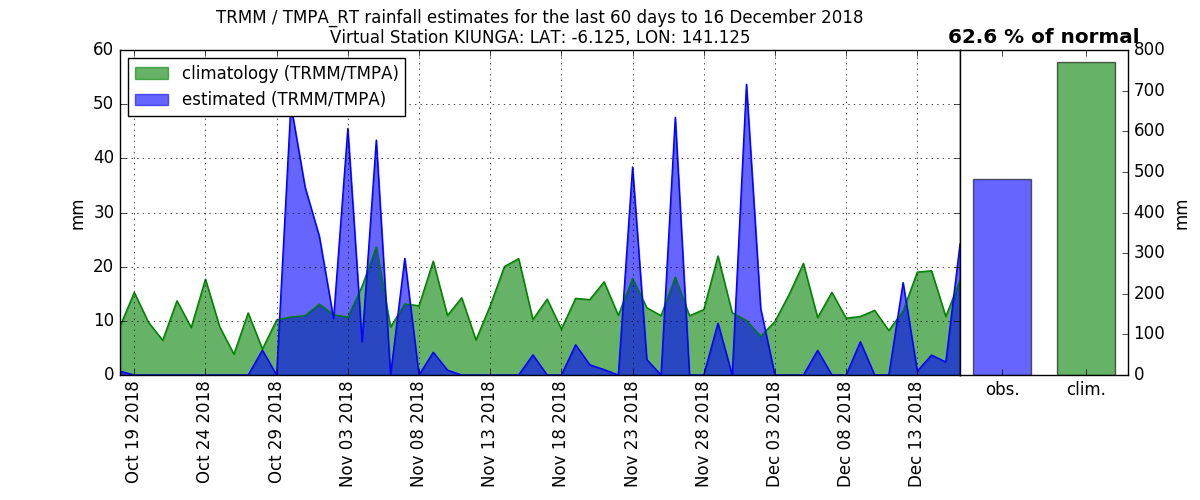 TRMM / TMPA_RT rainfall estimates for the last 60 days to 16 December 2018
Virtual Station KIUNGA: LAT: -6.125, LON: 141.125
62.6 % of normal
climatology (TRMM/TMPA)
estimated (TRMM/TMPA)
60
50
40
30
20
10
0
mm
800
700
600
500
400
300
200
100
0
mm
Oct 19 2018
Oct 24 2018
Oct 29 2018
Nov 03 2018
Nov 08 2018
Nov 13 2018
Nov 18 2018
Nov 23 2018
Nov 28 2018
Dec 03 2018
Dec 08 2018
Dec 13 2018
obs.
clim.